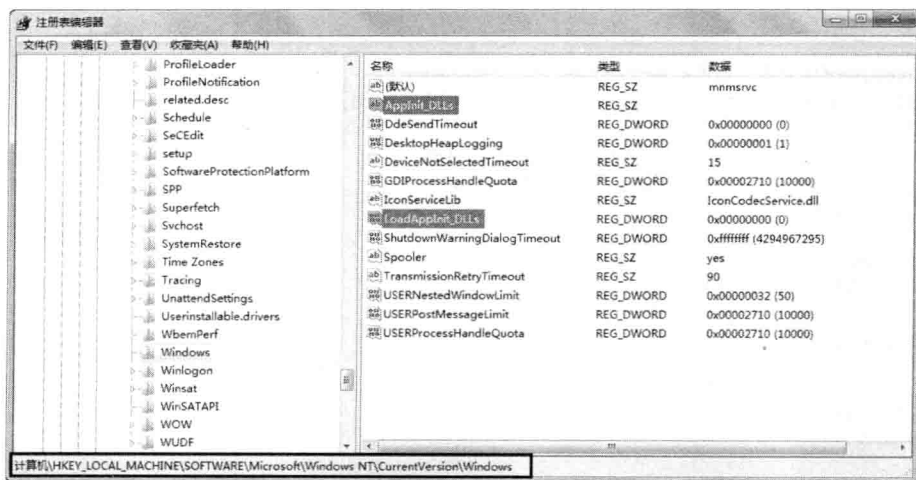 注册表编辑器
文件(F) 编辑(E) 查看(V) 收藏夹(A) 帮助(H)
ProfileLoader
ProfileNotification
related.desc
Schedule
SeCEdit
setup
SoftwareProtectionPlatform
SPP
Superfetch
Svchost
SystemRestore
Time Zones
Tracing
UnattendSettings
Userinstallable.drivers
WbemPerf
Windows
Winlogon
Winsat
WinSATAPI
WOW
WUDF
名称 类型 数据
(默认) REG_SZ mnmsrvc
AppInit_DLLs REG_SZ
DdeSendTimeout REG_DWORD 0x00000000 (0)
DesktopHeapLogging REG_DWORD 0x00000001 (1)
DeviceNotSelectedTimeout REG_SZ 15
GDIProcessHandleQuota REG_DWORD 0x00002710 (10000)
IconServiceLib REG_SZ IconCodecService.dll
LoadAppInit_DLLs REG_DWORD 0x00000000 (0)
ShutdownWarningDialogTimeout REG_DWORD 0xffffffff (4294967295)
Spooler REG_SZ yes
TransmissionRetryTimeout REG_SZ 90
USERNestedWindowLimit REG_DWORD 0x00000032 (50)
USERPostMessageLimit REG_DWORD 0x00002710 (10000)
USERProcessHandleQuota REG_DWORD 0x00002710 (10000)
计算机\HKEY_LOCAL_MACHINE\SOFTWARE\Microsoft\Windows NT\CurrentVersion\Windows